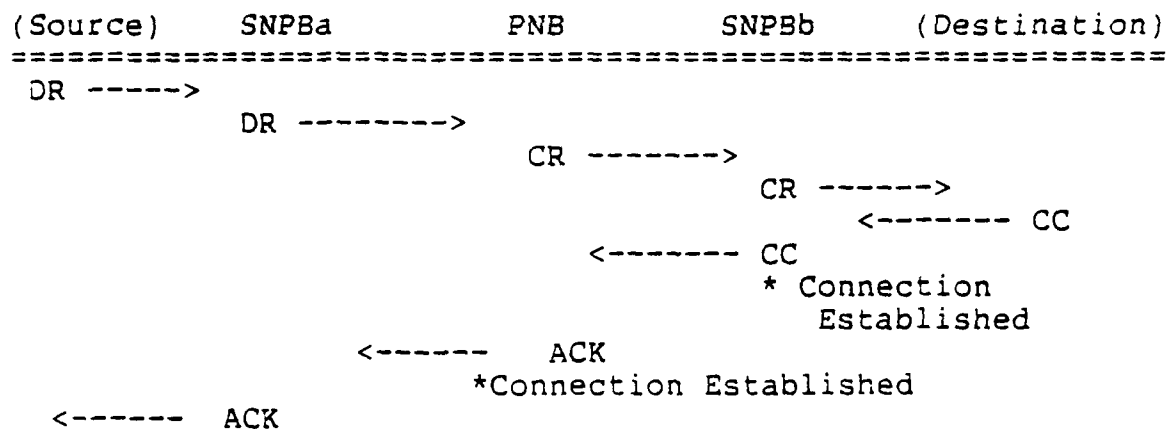 (Source) SNPBa PNB SNPBb (Destination)
============================================================
DR ------>
DR --------->
CR -------->
CR ------->
<-------- CC
<-------- CC
* Connection
Established
<------- ACK
*Connection Established
<------- ACK